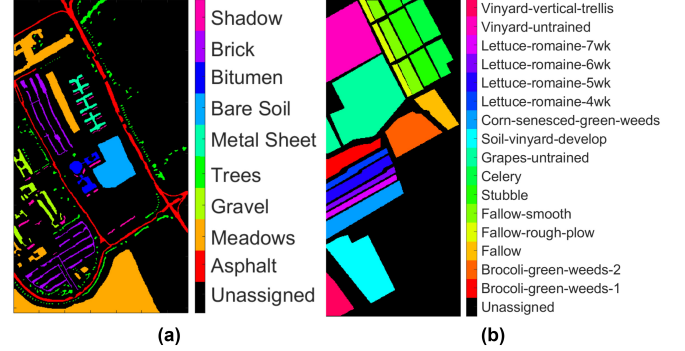 Shadow
Brick
Bitumen
Bare Soil
Metal Sheet
Trees
Gravel
Meadows
Asphalt
Unassigned
(a)
Vinyard-vertical-trellis
Vinyard-untrained
Lettuce-romaine-7wk
Lettuce-romaine-6wk
Lettuce-romaine-5wk
Lettuce-romaine-4wk
Corn-senesced-green-weeds
Soil-vinyard-develop
Grapes-untrained
Celery
Stubble
Fallow-smooth
Fallow-rough-plow
Fallow
Brocoli-green-weeds-2
Brocoli-green-weeds-1
Unassigned
(b)